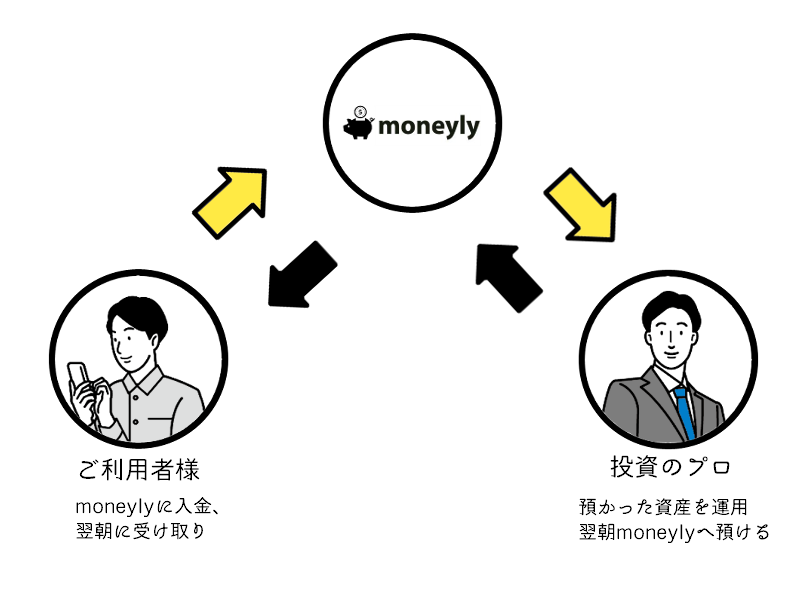 moneyly
ご利用者様
moneylyに入金、
翌朝に受け取り
投資のプロ
預かった資産を運用
翌朝moneylyへ預ける